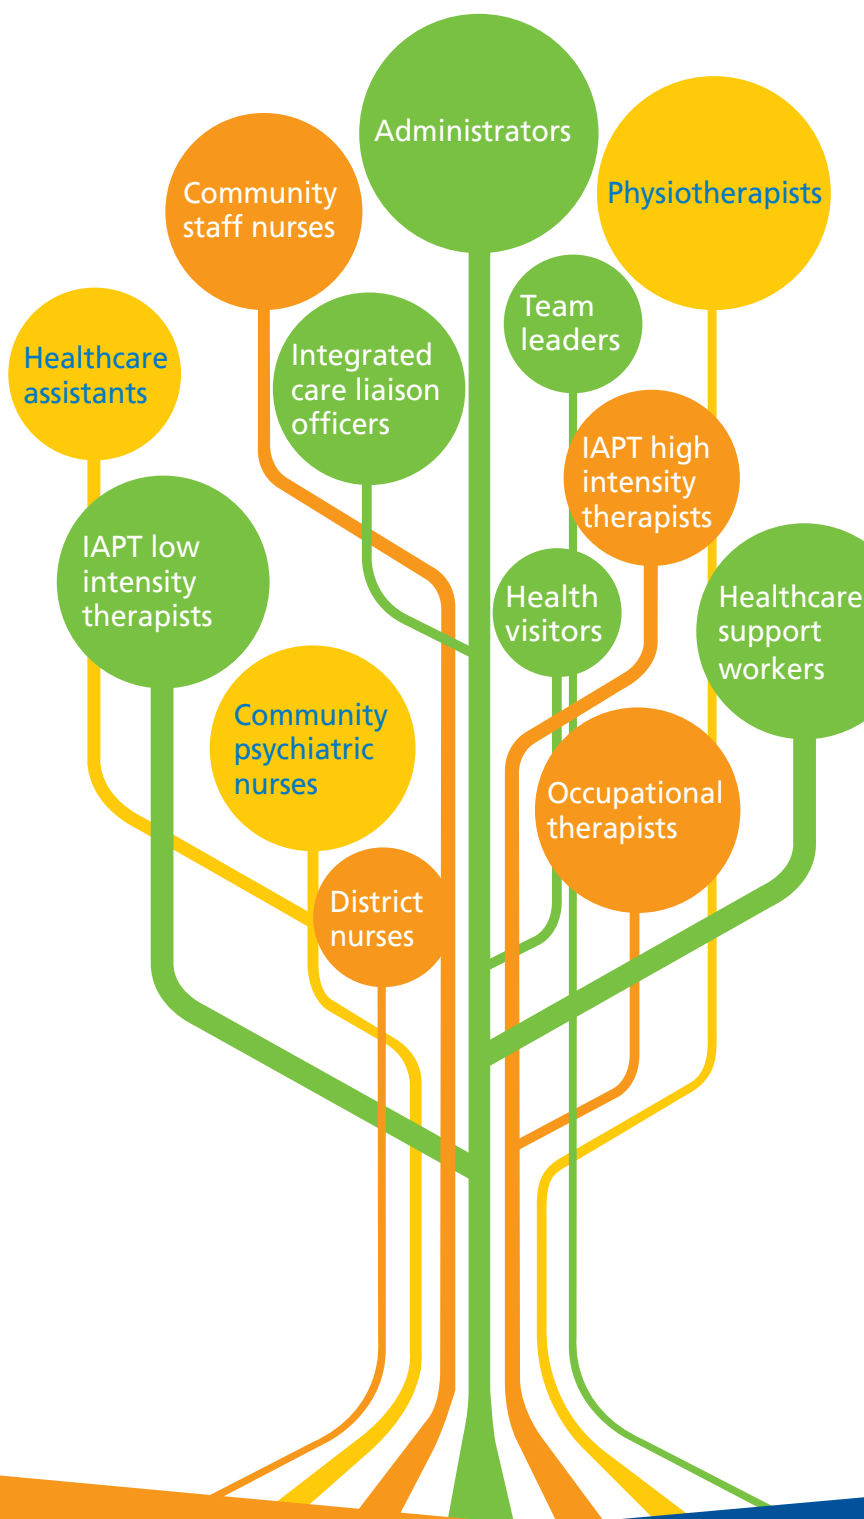 Administrators
Community
staff nurses
Physiotherapists
Team
leaders
Healthcare
assistants
Integrated
care liaison
officers
IAPT high
intensity
therapists
IAPT low
intensity
therapists
Health
visitors
Healthcare
support
workers
Community
psychiatric
nurses
Occupational
therapists
District
nurses